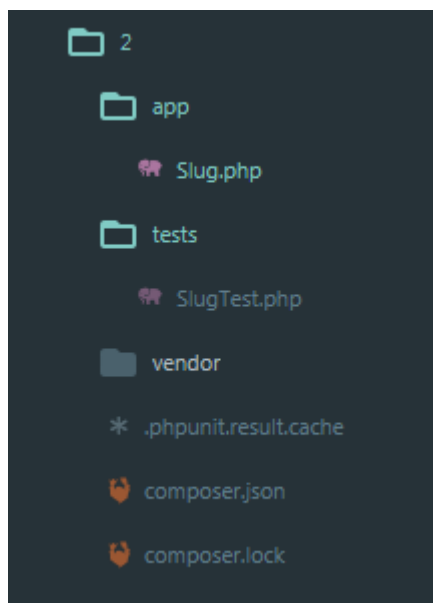 2
app
Slug.php
tests
SlugTest.php
vendor
.phpunit.result.cache
composer.json
composer.lock